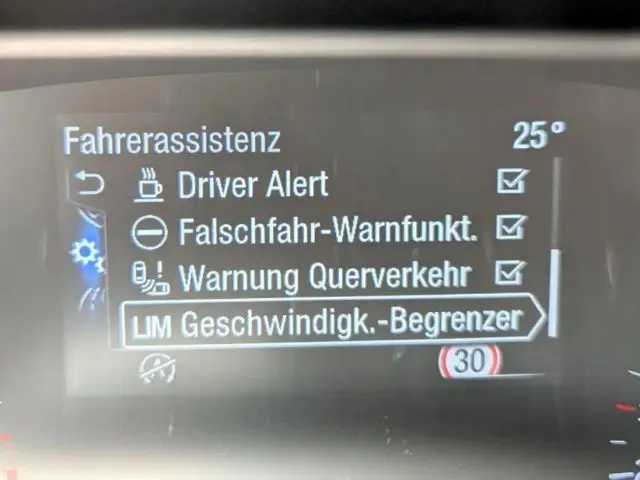 Fahrerassistenz 25°
Driver Alert
Falschfahr-Warnfunkt.
Warnung Querverkehr
LIM Geschwindigk.-Begrenzer
30